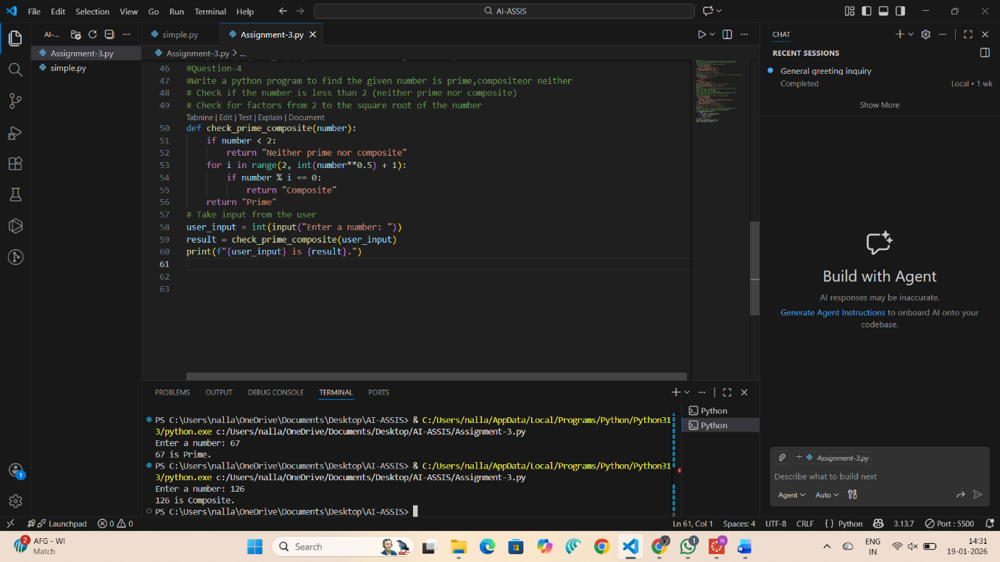 File Edit Selection View Go Run Terminal Help
AI-ASSIS
AI-...
Assignment-3.py
simple.py
simple.py
Assignment-3.py
Assignment-3.py > ...
46 #Question-4
47 #Write a python program to find the given number is prime,compositeor neither
48 # Check if the number is less than 2 (neither prime nor composite)
49 # Check for factors from 2 to the square root of the number
Tabnine | Edit | Test | Explain | Document
50 def check_prime_composite(number):
51 if number < 2:
52 return "Neither prime nor composite"
53 for i in range(2, int(number**0.5) + 1):
54 if number % i == 0:
55 return "Composite"
56 return "Prime"
57 # Take input from the user
58 user_input = int(input("Enter a number: "))
59 result = check_prime_composite(user_input)
60 print(f"{user_input} is {result}.")
61
62
63
PROBLEMS OUTPUT DEBUG CONSOLE TERMINAL PORTS
PS C:\Users\nalla\OneDrive\Documents\Desktop\AI-ASSIS> & C:/Users/nalla/AppData/Local/Programs/Python/Python31
3/python.exe c:/Users/nalla/OneDrive/Documents/Desktop/AI-ASSIS/Assignment-3.py
Enter a number: 67
67 is Prime.
PS C:\Users\nalla\OneDrive\Documents\Desktop\AI-ASSIS> & C:/Users/nalla/AppData/Local/Programs/Python/Python31
3/python.exe c:/Users/nalla/OneDrive/Documents/Desktop/AI-ASSIS/Assignment-3.py
Enter a number: 126
126 is Composite.
PS C:\Users\nalla\OneDrive\Documents\Desktop\AI-ASSIS>
Python
Python
CHAT
RECENT SESSIONS
General greeting inquiry
Completed Local • 1 wk
Show More
Build with Agent
AI responses may be inaccurate.
Generate Agent Instructions to onboard AI onto your
codebase.
Assignment-3.py
Describe what to build next
Agent Auto
1
Launchpad 0 0 Ln 61, Col 1 Spaces: 4 UTF-8 CRLF {} Python 3.13.7 Port : 5500
2
AFG - WI
Match
Search
N
1
ENG
IN
14:31
19-01-2026